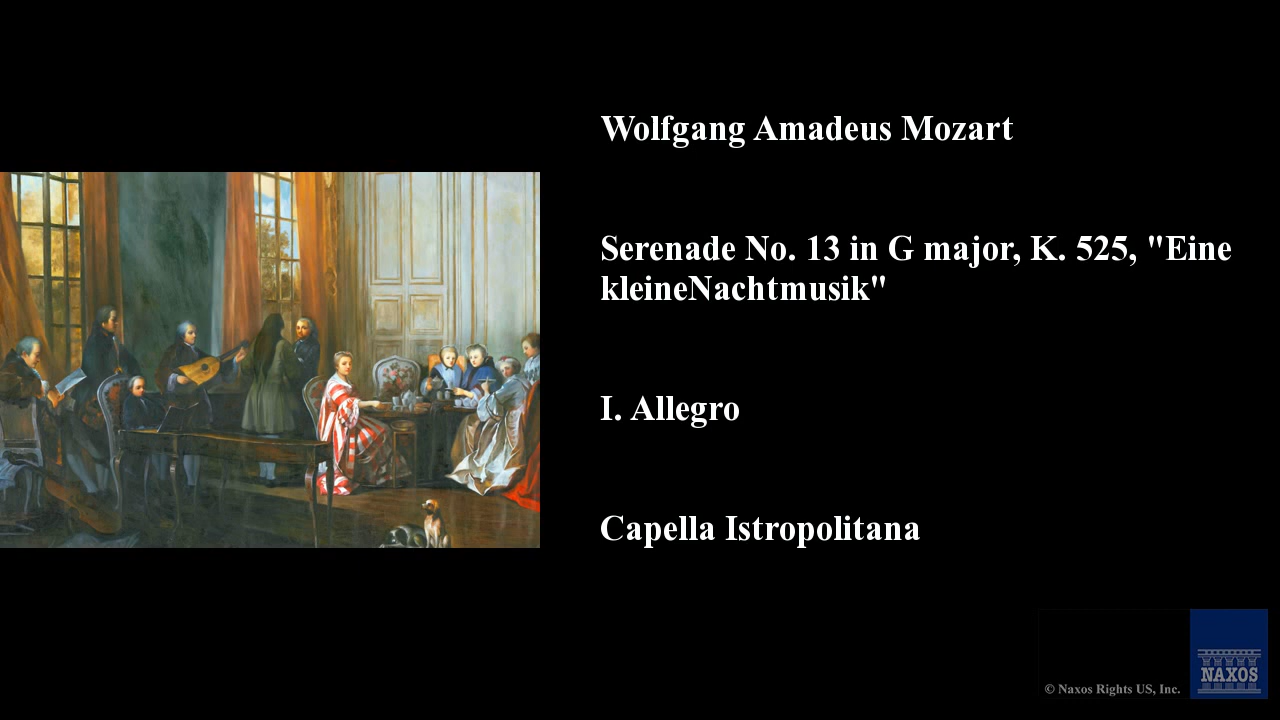 Wolfgang Amadeus Mozart
Serenade No. 13 in G major, K. 525, "Eine
kleineNachtmusik"
I. Allegro
Capella Istropolitana
© Naxos Rights US, Inc.
NAXOS